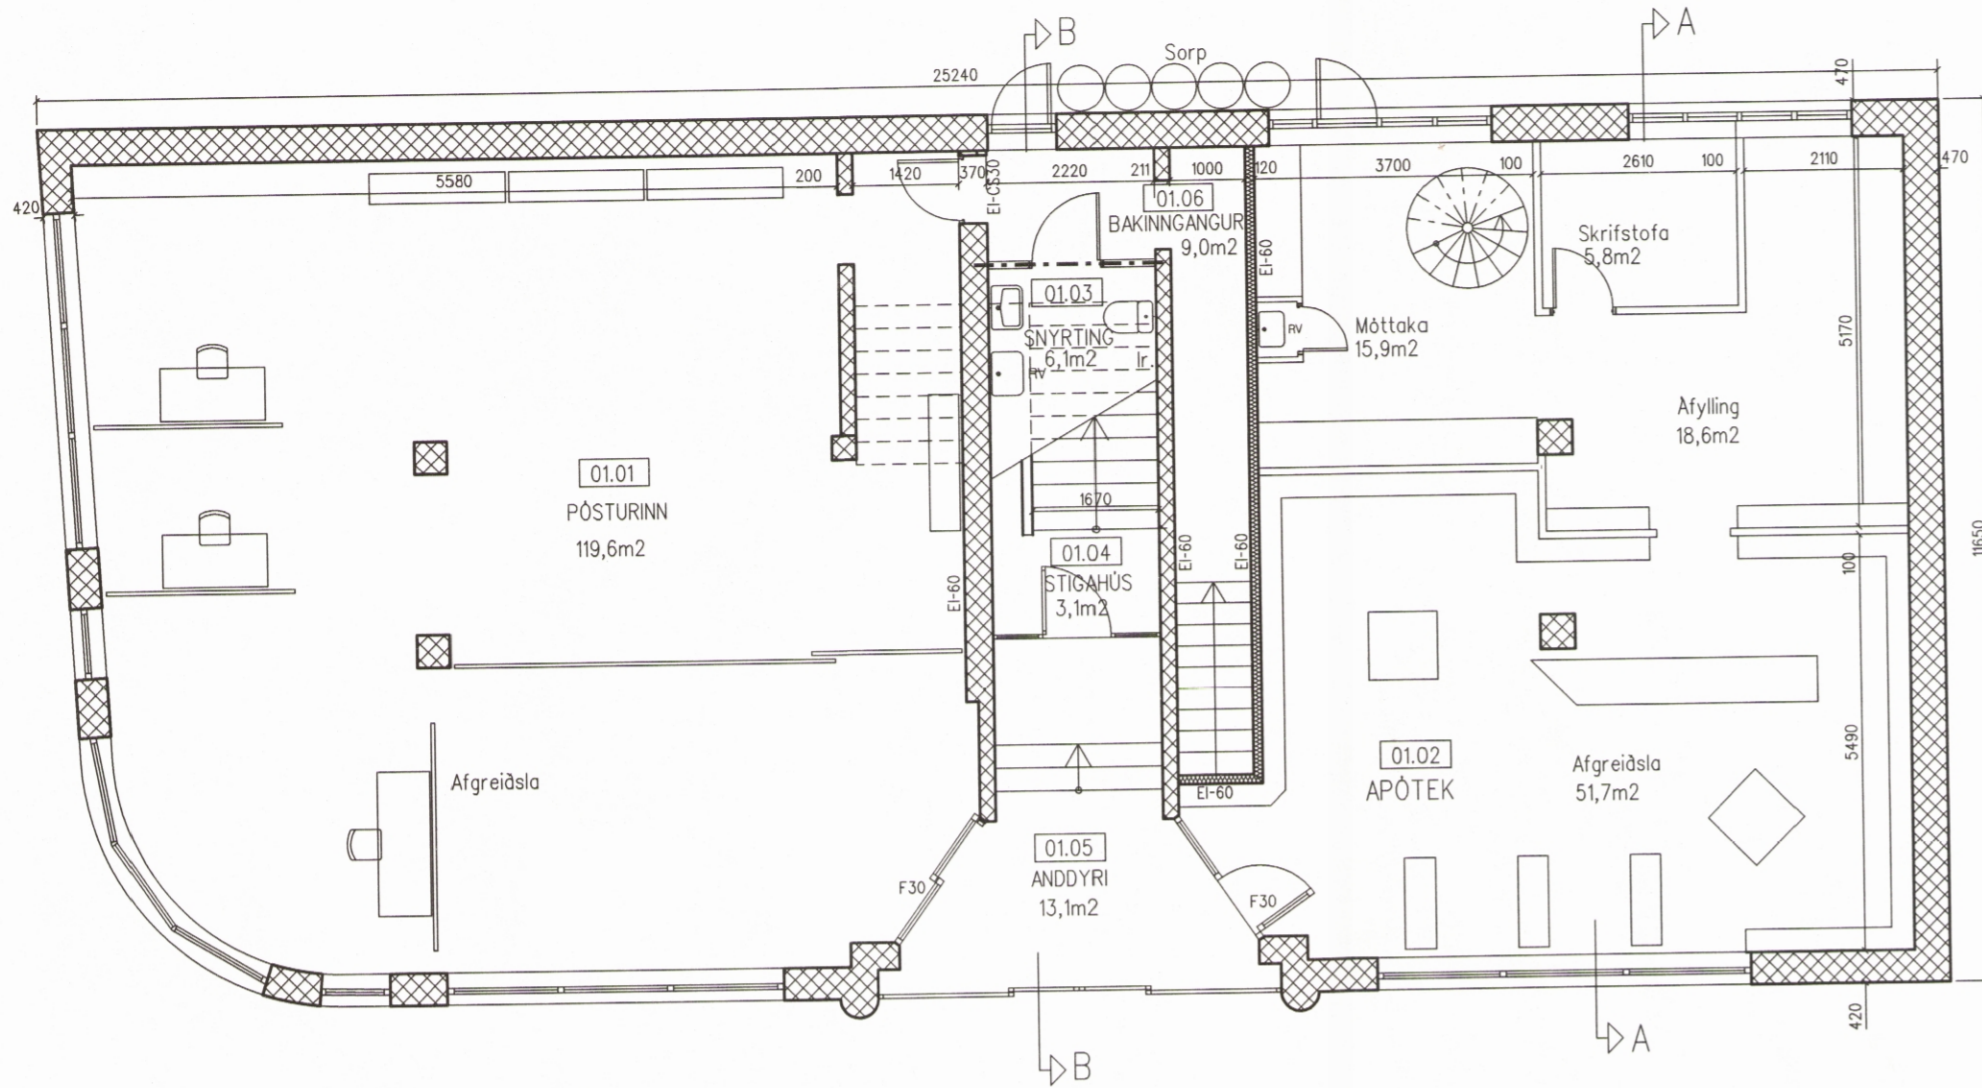 B
A
Sorp
25240
470
5580
200
1420
370
2220
211
1000
120
3700
100
2610
100
2110
470
420
EI-CS30
01.06
BAKINNGANGUR
9,0m2
EI-60
Skrifstofa
5,8m2
01.03
SNYRTING
6,1m2
Ir.
RV
RV
Móttaka
15,9m2
5170
Áfylling
18,6m2
01.01
PÓSTURINN
119,6m2
1670
01.04
STIGAHÚS
3,1m2
EI-60
EI-60
EI-60
100
11650
01.02
APÓTEK
Afgreiðsla
51,7m2
5490
Afgreiðsla
EI-60
01.05
ANDDYRI
13,1m2
F30
F30
420
A
B